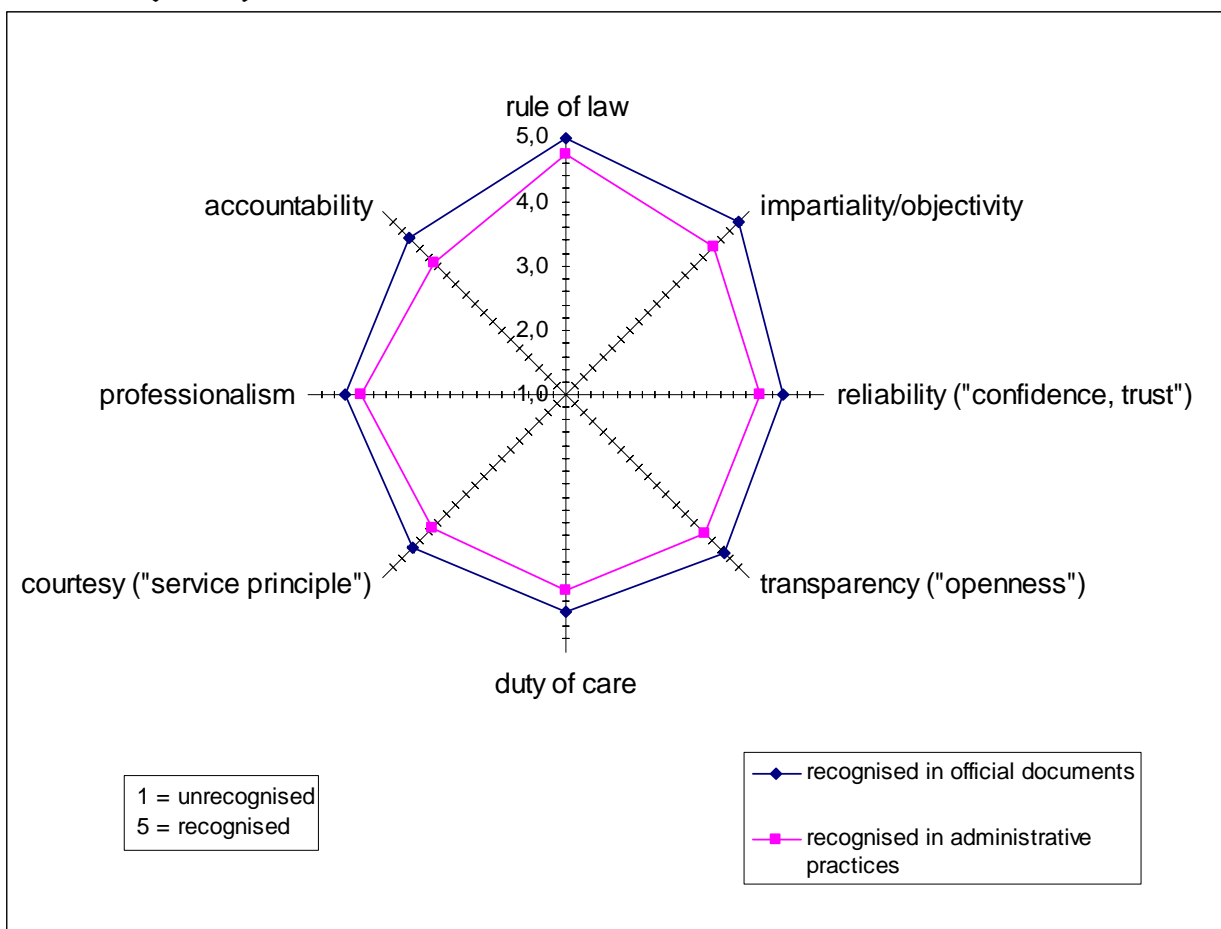 rule of law
5,0
accountability
4,0
impartiality/objectivity
3,0
2,0
professionalism
1,0
reliability ("confidence, trust")
courtesy ("service principle")
transparency ("openness")
duty of care
1 = unrecognised
5 = recognised
recognised in official documents
recognised in administrative
practices